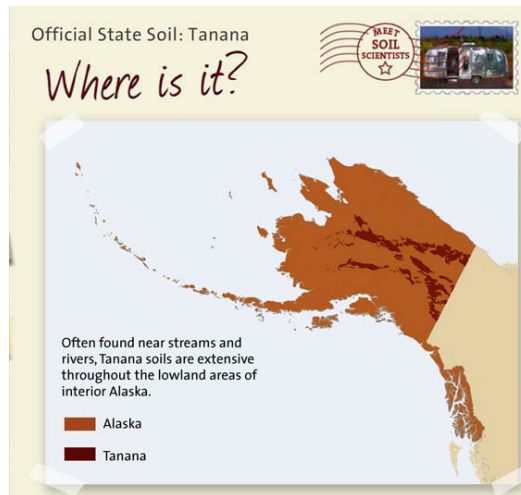 Official State Soil: Tanana
MEET
SOIL
SCIENTISTS
Where is it?
Often found near streams and
rivers, Tanana soils are extensive
throughout the lowland areas of
interior Alaska.
Alaska
Tanana